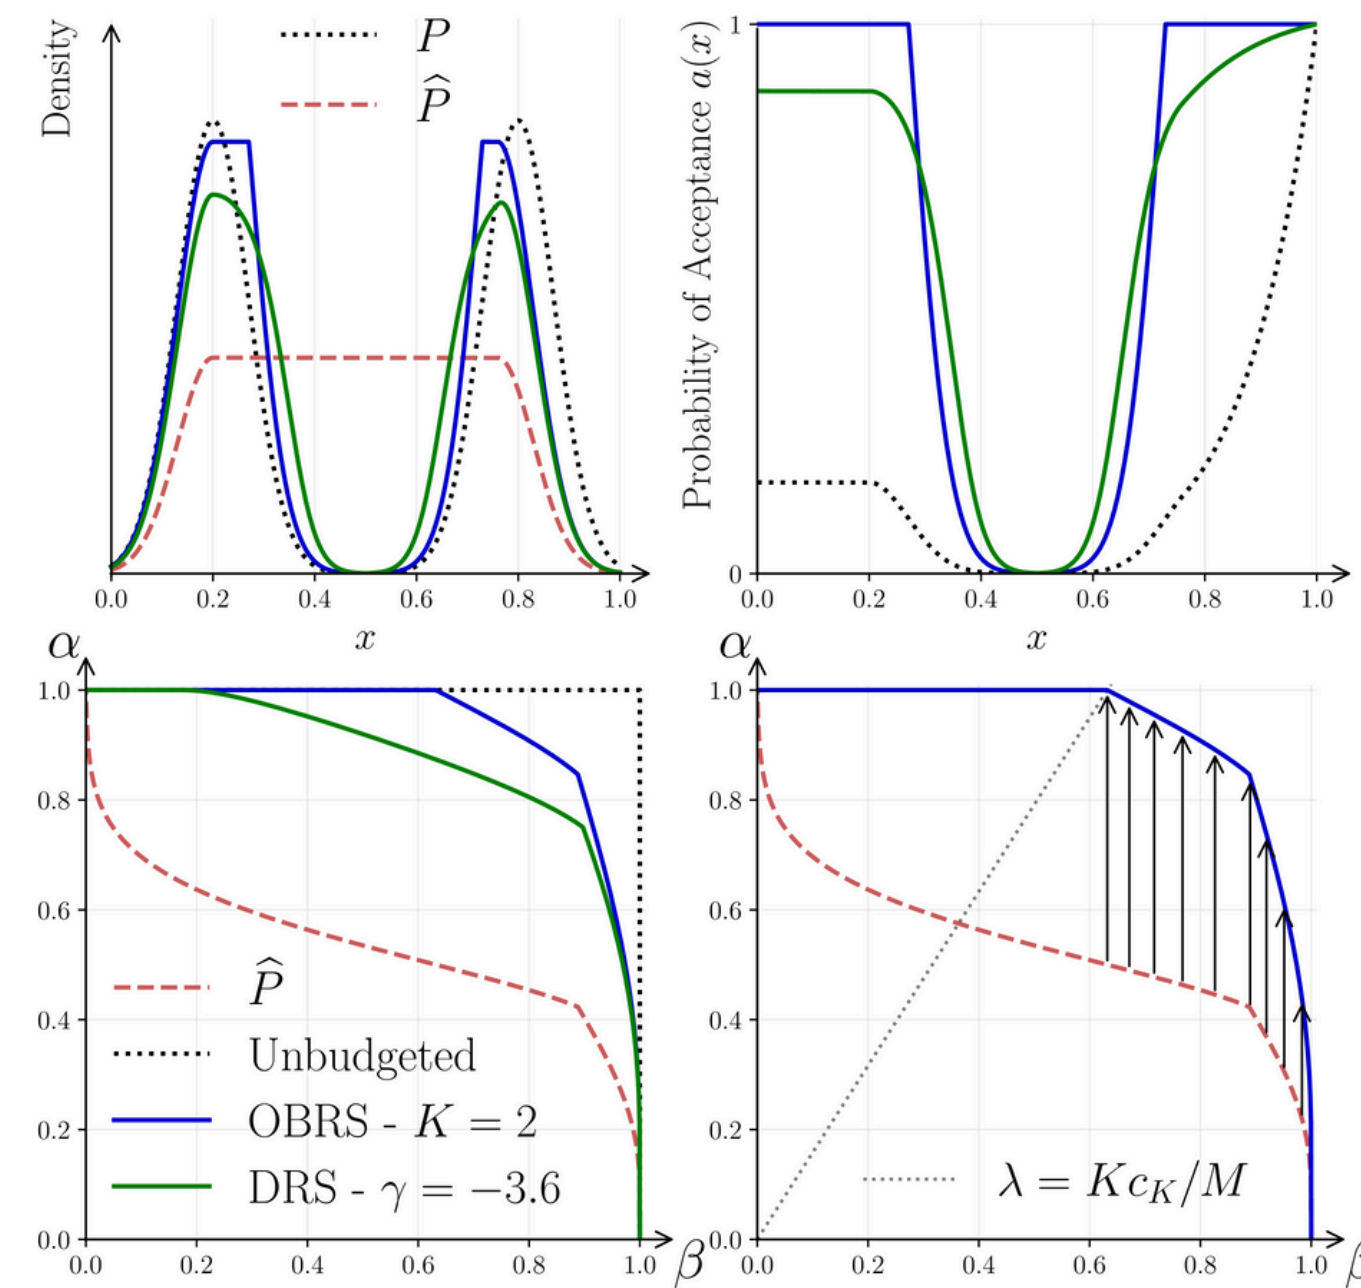 Density
P
P̂
0.0 0.2 0.4 0.6 0.8 1.0
x
Probability of Acceptance a(x)
1
0
0.0 0.2 0.4 0.6 0.8 1.0
x
α
1.0
0.8
0.6
0.4
0.2
0.0
P̂
Unbudgeted
OBRS - K = 2
DRS - γ = −3.6
0.0 0.2 0.4 0.6 0.8 1.0
β
α
1.0
0.8
0.6
0.4
0.2
0.0
λ = Kc_K/M
0.0 0.2 0.4 0.6 0.8 1.0
β